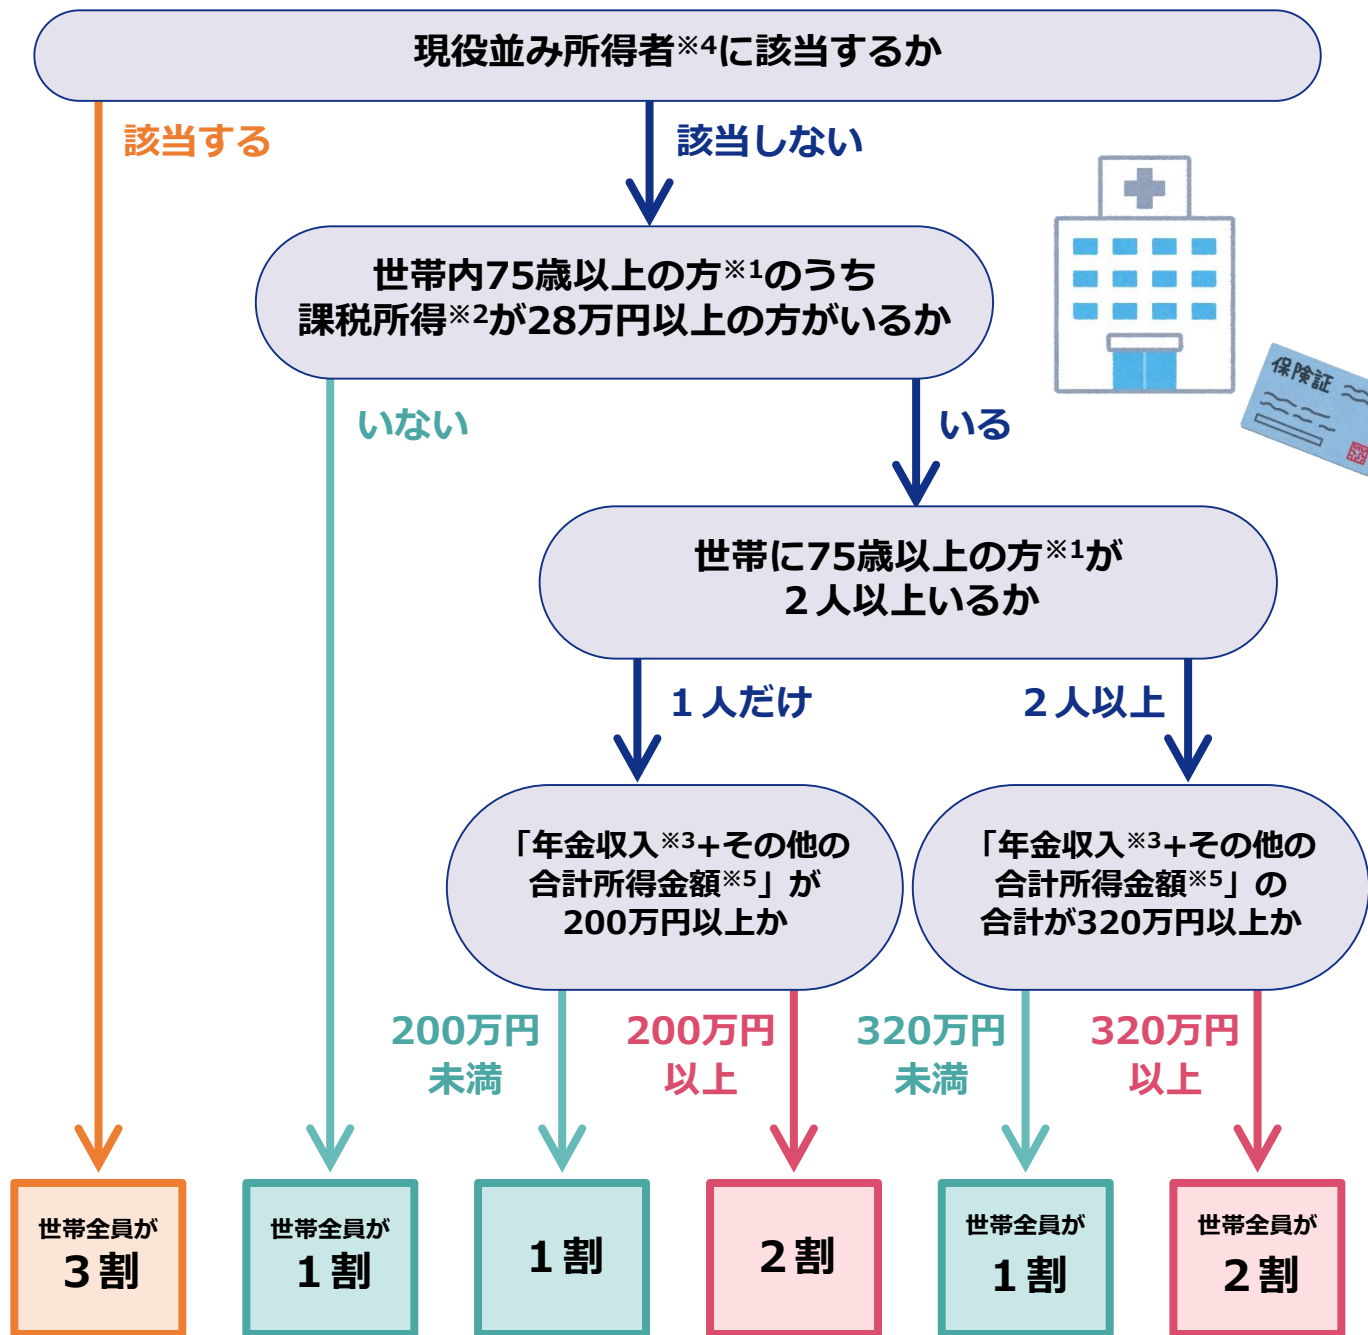 現役並み所得者※4に該当するか
該当する
該当しない
世帯内75歳以上の方※1のうち
課税所得※2が28万円以上の方がいるか
保険証
いない
いる
世帯に75歳以上の方※1が
２人以上いるか
１人だけ
２人以上
「年金収入※3+その他の
合計所得金額※5」が
200万円以上か
「年金収入※3+その他の
合計所得金額※5」の
合計が320万円以上か
200万円
未満
200万円
以上
320万円
未満
320万円
以上
世帯全員が
３割
世帯全員が
１割
１割
２割
世帯全員が
１割
世帯全員が
２割